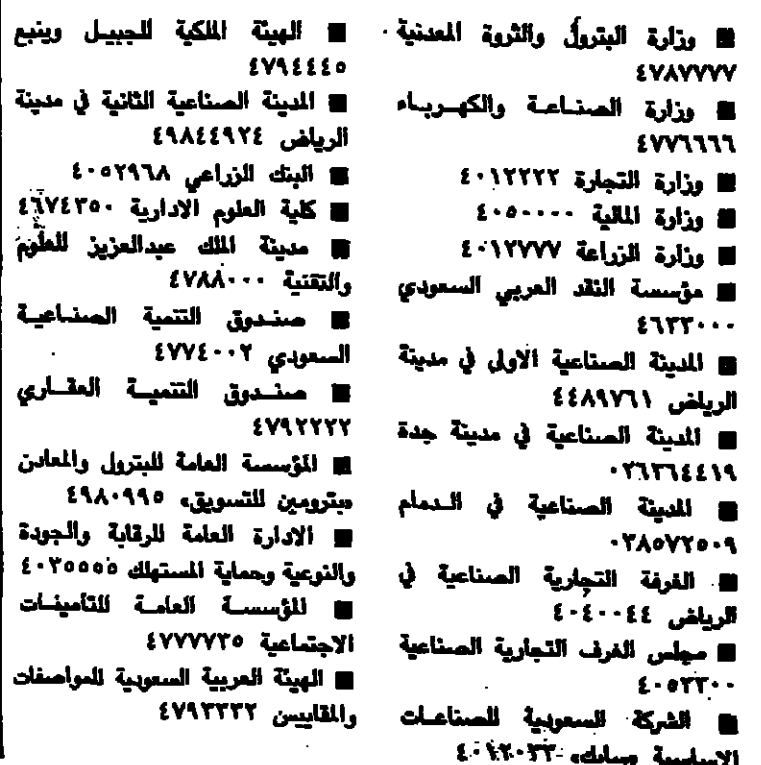 ■ وزارة البترول والثروة المعدنية
٤٧٨٧٧٧٧
■ وزارة الصناعة والكهرباء
٤٧٧٦٦٦٦
■ وزارة التجارة ٤٠١٢٢٢٢
■ وزارة المالية ٤٠٥٠٠٠٠
■ وزارة الزراعة ٤٠١٢٧٧٧
■ مؤسسة النقد العربي السعودي
٤٦٣٣٠٠٠
■ المدينة الصناعية الاولى في مدينة
الرياض ٤٤٨٩٧٦١
■ المدينة الصناعية في مدينة جدة
٠٢٦٣٦٤٤١٩
■ المدينة الصناعية في الدمام
٠٣٨٥٧٢٥٠٩
■ الغرفة التجارية الصناعية في
الرياض ٤٠٤٠٠٤٤
■ مجلس الغرف التجارية الصناعية
٤٠٥٣٣٠٠
■ الشركة السعودية للصناعات
الاساسية «سابك» ٤٠١٢٠٣٣
■ الهيئة الملكية للجبيل وينبع
٤٧٩٤٤٤٥
■ المدينة الصناعية الثانية في مدينة
الرياض ٤٩٨٤٤٩٢٤
■ البنك الزراعي ٤٠٥٢٩٦٨
■ كلية العلوم الادارية ٤٦٧٤٣٥٠
■ مدينة الملك عبدالعزيز للعلوم
والتقنية ٤٧٨٨٠٠٠
■ صندوق التنمية الصناعية
السعودي ٤٧٧٤٠٠٢
■ صندوق التنمية العقاري
٤٧٩٢٢٢٢
■ المؤسسة العامة للبترول والمعادن
«بترومين للتسويق» ٤٩٨٠٩٩٥
■ الادارة العامة للرقابة والجودة
والنوعية وحماية المستهلك ٤٠٣٥٥٥٥
■ المؤسسة العامة للتأمينات
الاجتماعية ٤٧٧٧٧٣٥
■ الهيئة العربية السعودية للمواصفات
والمقاييس ٤٧٩٣٣٣٢